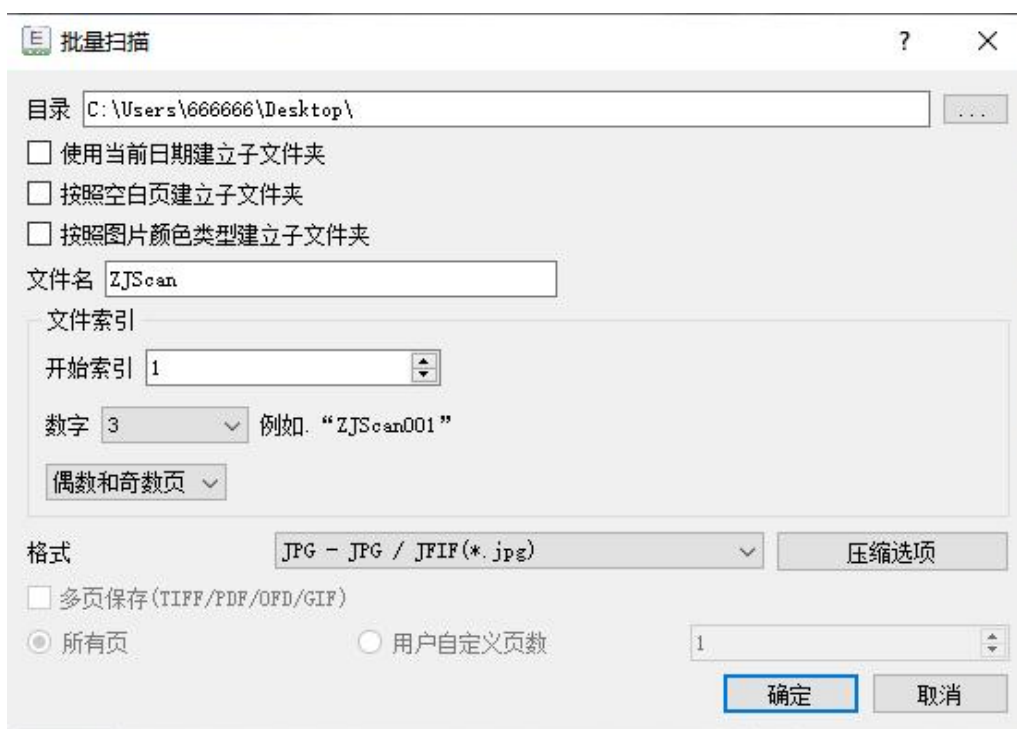 批量扫描 ?
目录 C:\Users\666666\Desktop\ ...
使用当前日期建立子文件夹
按照空白页建立子文件夹
按照图片颜色类型建立子文件夹
文件名 ZJScan
文件索引
开始索引 1
数字 3 例如.“ZJScan001”
偶数和奇数页
格式 JPG - JPG / JFIF(*.jpg) 压缩选项
多页保存(TIFF/PDF/OFD/GIF)
所有页 用户自定义页数 1
确定 取消